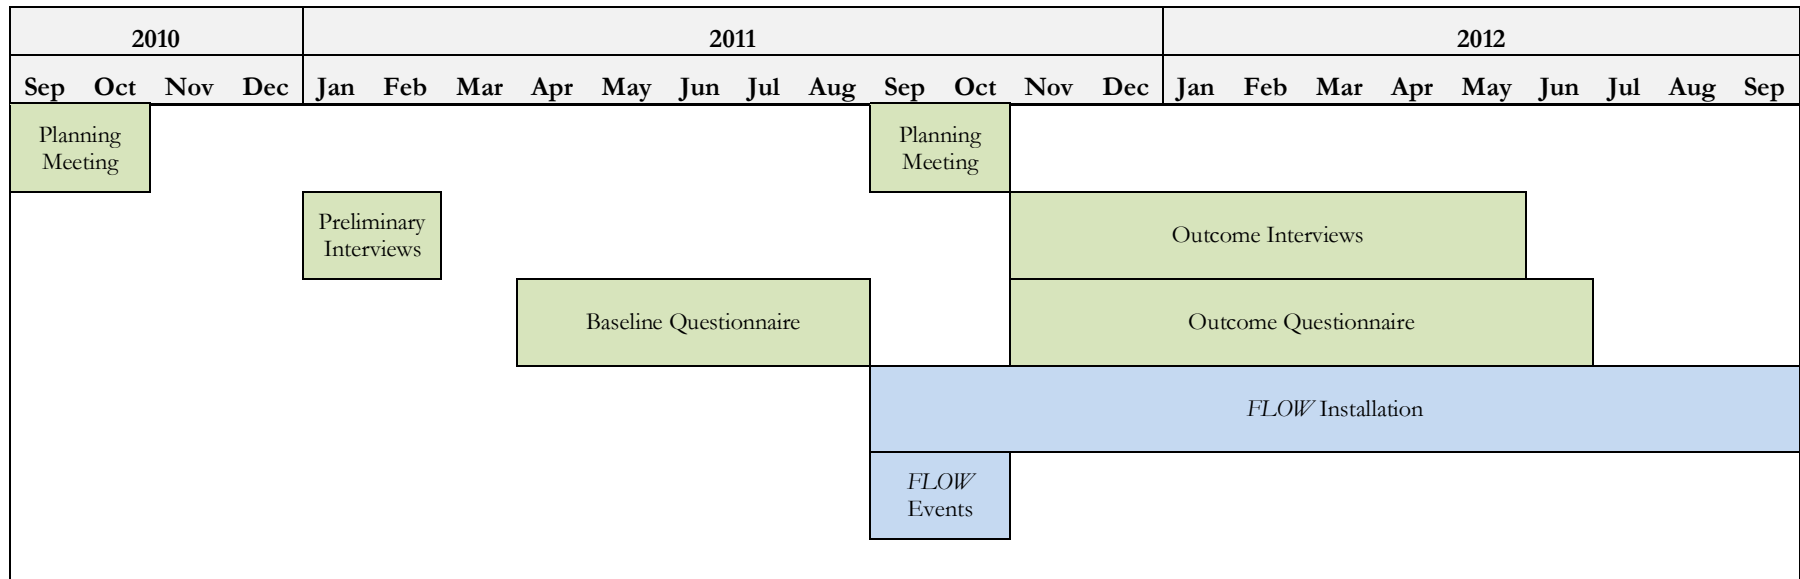 2010 2011 2012
Sep Oct Nov Dec Jan Feb Mar Apr May Jun Jul Aug Sep Oct Nov Dec Jan Feb Mar Apr May Jun Jul Aug Sep
Planning
Meeting
Planning
Meeting
Preliminary
Interviews
Outcome Interviews
Baseline Questionnaire
Outcome Questionnaire
FLOW Installation
FLOW
Events